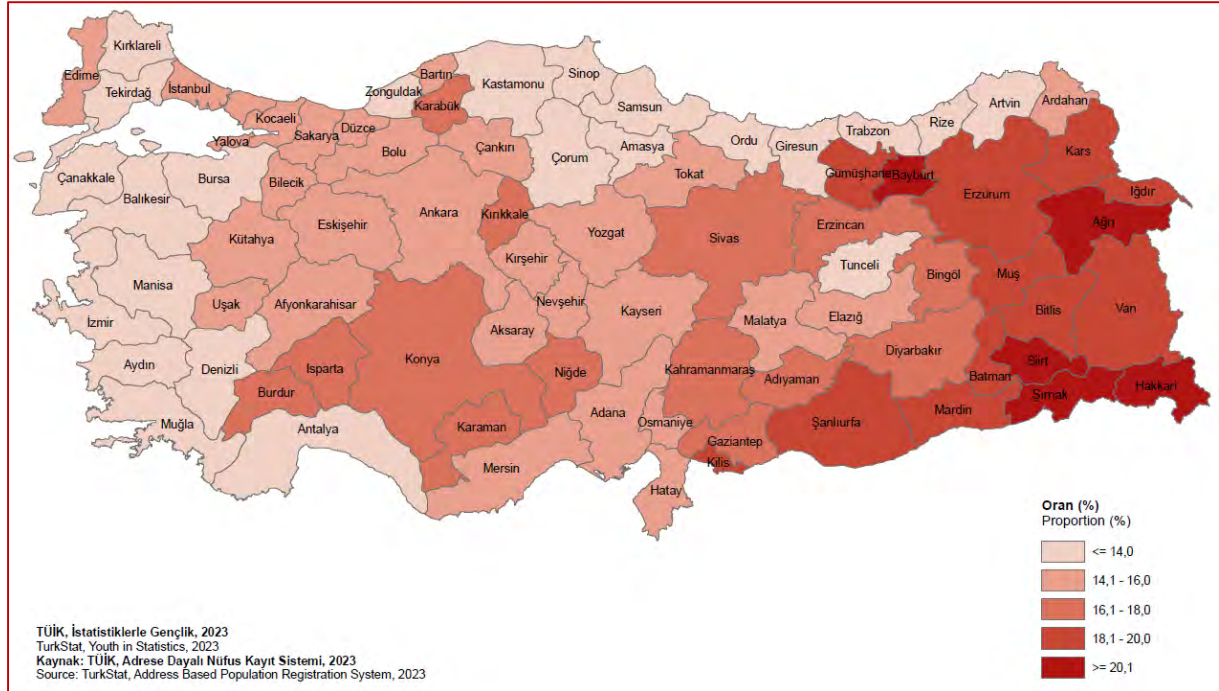 Kırklareli
Edirne
Tekirdağ
İstanbul
Kocaeli
Yalova
Sakarya
Düzce
Zonguldak
Bartın
Karabük
Kastamonu
Sinop
Samsun
Çankırı
Çorum
Amasya
Ordu
Giresun
Trabzon
Rize
Artvin
Ardahan
Kars
Bolu
Tokat
Gümüşhane
Bayburt
Erzurum
Iğdır
Ağrı
Çanakkale
Balıkesir
Bursa
Bilecik
Eskişehir
Ankara
Kırıkkale
Yozgat
Sivas
Erzincan
Kütahya
Kırşehir
Tunceli
Bingöl
Muş
Van
Bitlis
Manisa
Uşak
Afyonkarahisar
Nevşehir
Kayseri
Malatya
Elazığ
İzmir
Aksaray
Aydın
Denizli
Isparta
Konya
Niğde
Kahramanmaraş
Adıyaman
Diyarbakır
Batman
Siirt
Şırnak
Hakkari
Burdur
Muğla
Antalya
Karaman
Mersin
Adana
Osmaniye
Gaziantep
Kilis
Şanlıurfa
Mardin
Hatay
Oran (%)
Proportion (%)
<= 14,0
14,1 - 16,0
16,1 - 18,0
18,1 - 20,0
>= 20,1
TÜİK, İstatistiklerle Gençlik, 2023
TurkStat, Youth in Statistics, 2023
Kaynak: TÜİK, Adrese Dayalı Nüfus Kayıt Sistemi, 2023
Source: TurkStat, Address Based Population Registration System, 2023